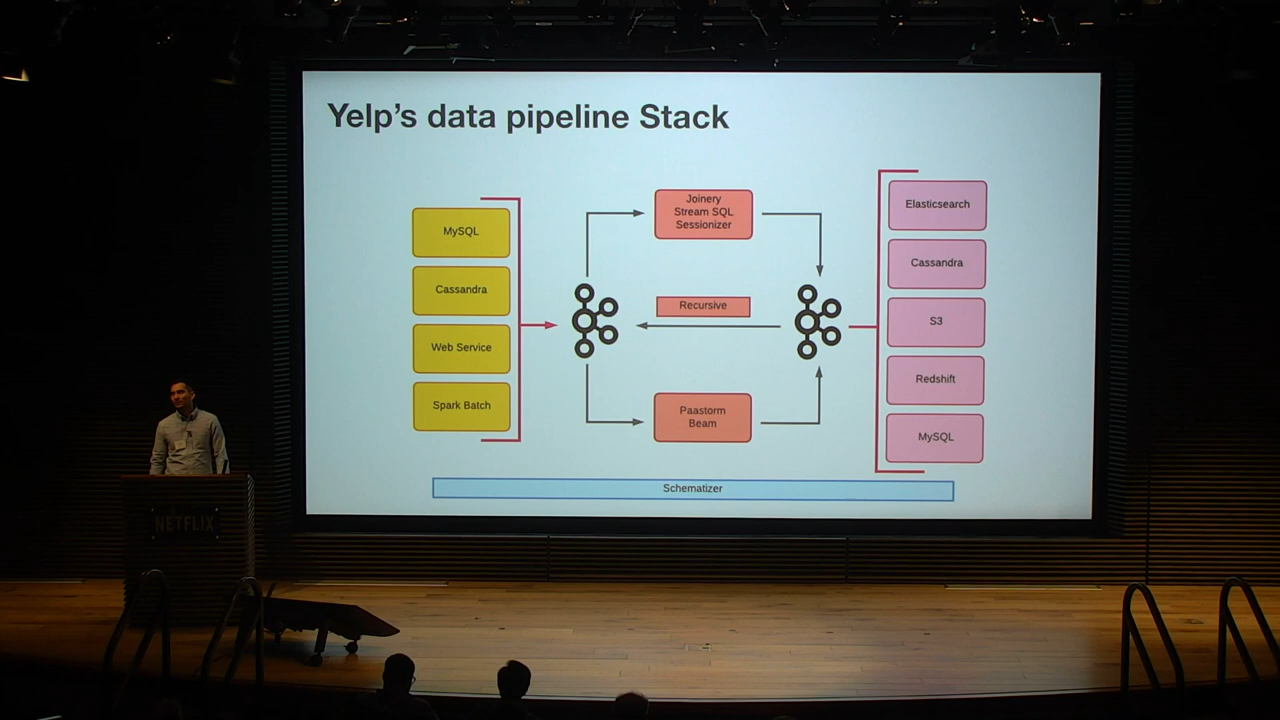 Yelp's data pipeline Stack
MySQL
Cassandra
Web Service
Spark Batch
Joinery
Stream SQL
Sessionizer
Recursive
Paastorm
Beam
Elasticsearch
Cassandra
S3
Redshift
MySQL
Schematizer
NETFLIX